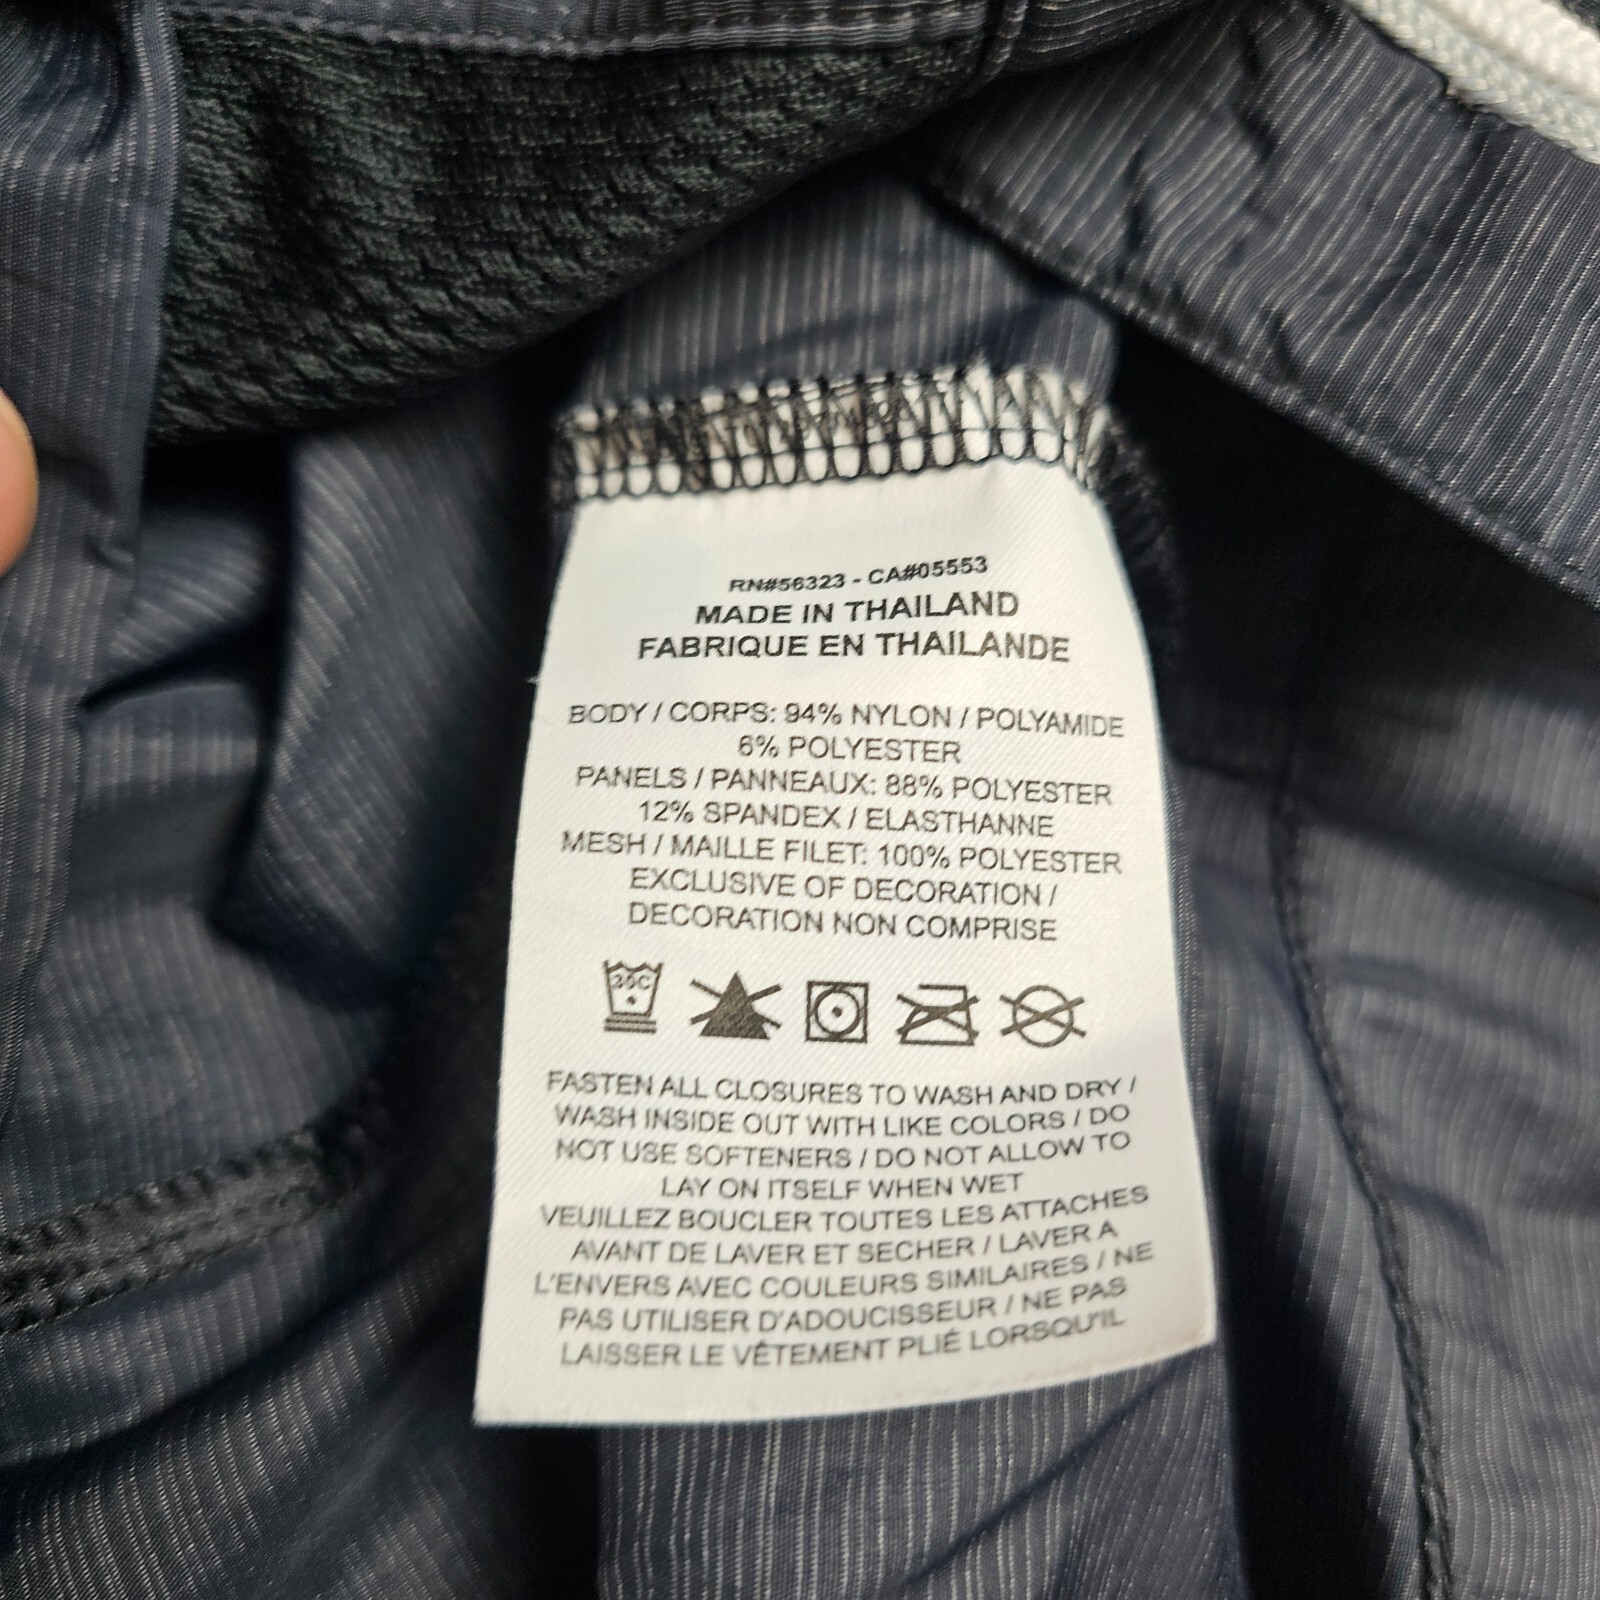 RN#56323 - CA#05553
MADE IN THAILAND
FABRIQUE EN THAILANDE
BODY / CORPS: 94% NYLON / POLYAMIDE
6% POLYESTER
PANELS / PANNEAUX: 88% POLYESTER
12% SPANDEX / ELASTHANNE
MESH / MAILLE FILET: 100% POLYESTER
EXCLUSIVE OF DECORATION /
DECORATION NON COMPRISE
30C
FASTEN ALL CLOSURES TO WASH AND DRY /
WASH INSIDE OUT WITH LIKE COLORS / DO
NOT USE SOFTENERS / DO NOT ALLOW TO
LAY ON ITSELF WHEN WET
VEUILLEZ BOUCLER TOUTES LES ATTACHES
AVANT DE LAVER ET SECHER / LAVER A
L'ENVERS AVEC COULEURS SIMILAIRES / NE
PAS UTILISER D'ADOUCISSEUR / NE PAS
LAISSER LE VÊTEMENT PLIÉ LORSQU'IL